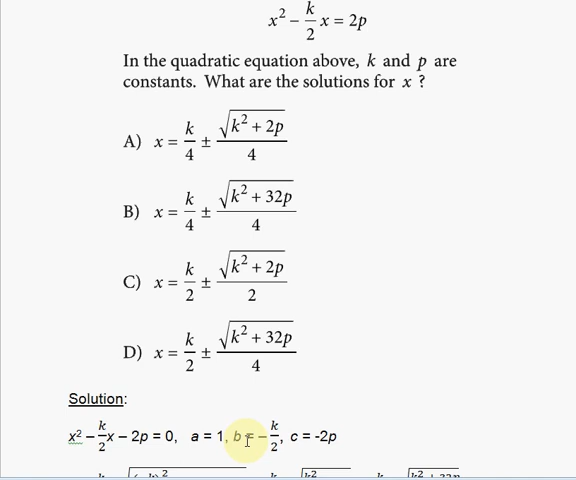 x² − k/2 x = 2p
In the quadratic equation above, k and p are
constants. What are the solutions for x ?
A) x = k/4 ± √(k² + 2p)/4
B) x = k/4 ± √(k² + 32p)/4
C) x = k/2 ± √(k² + 2p)/2
D) x = k/2 ± √(k² + 32p)/4
Solution:
x² − k/2 x − 2p = 0, a = 1, b = − k/2, c = -2p